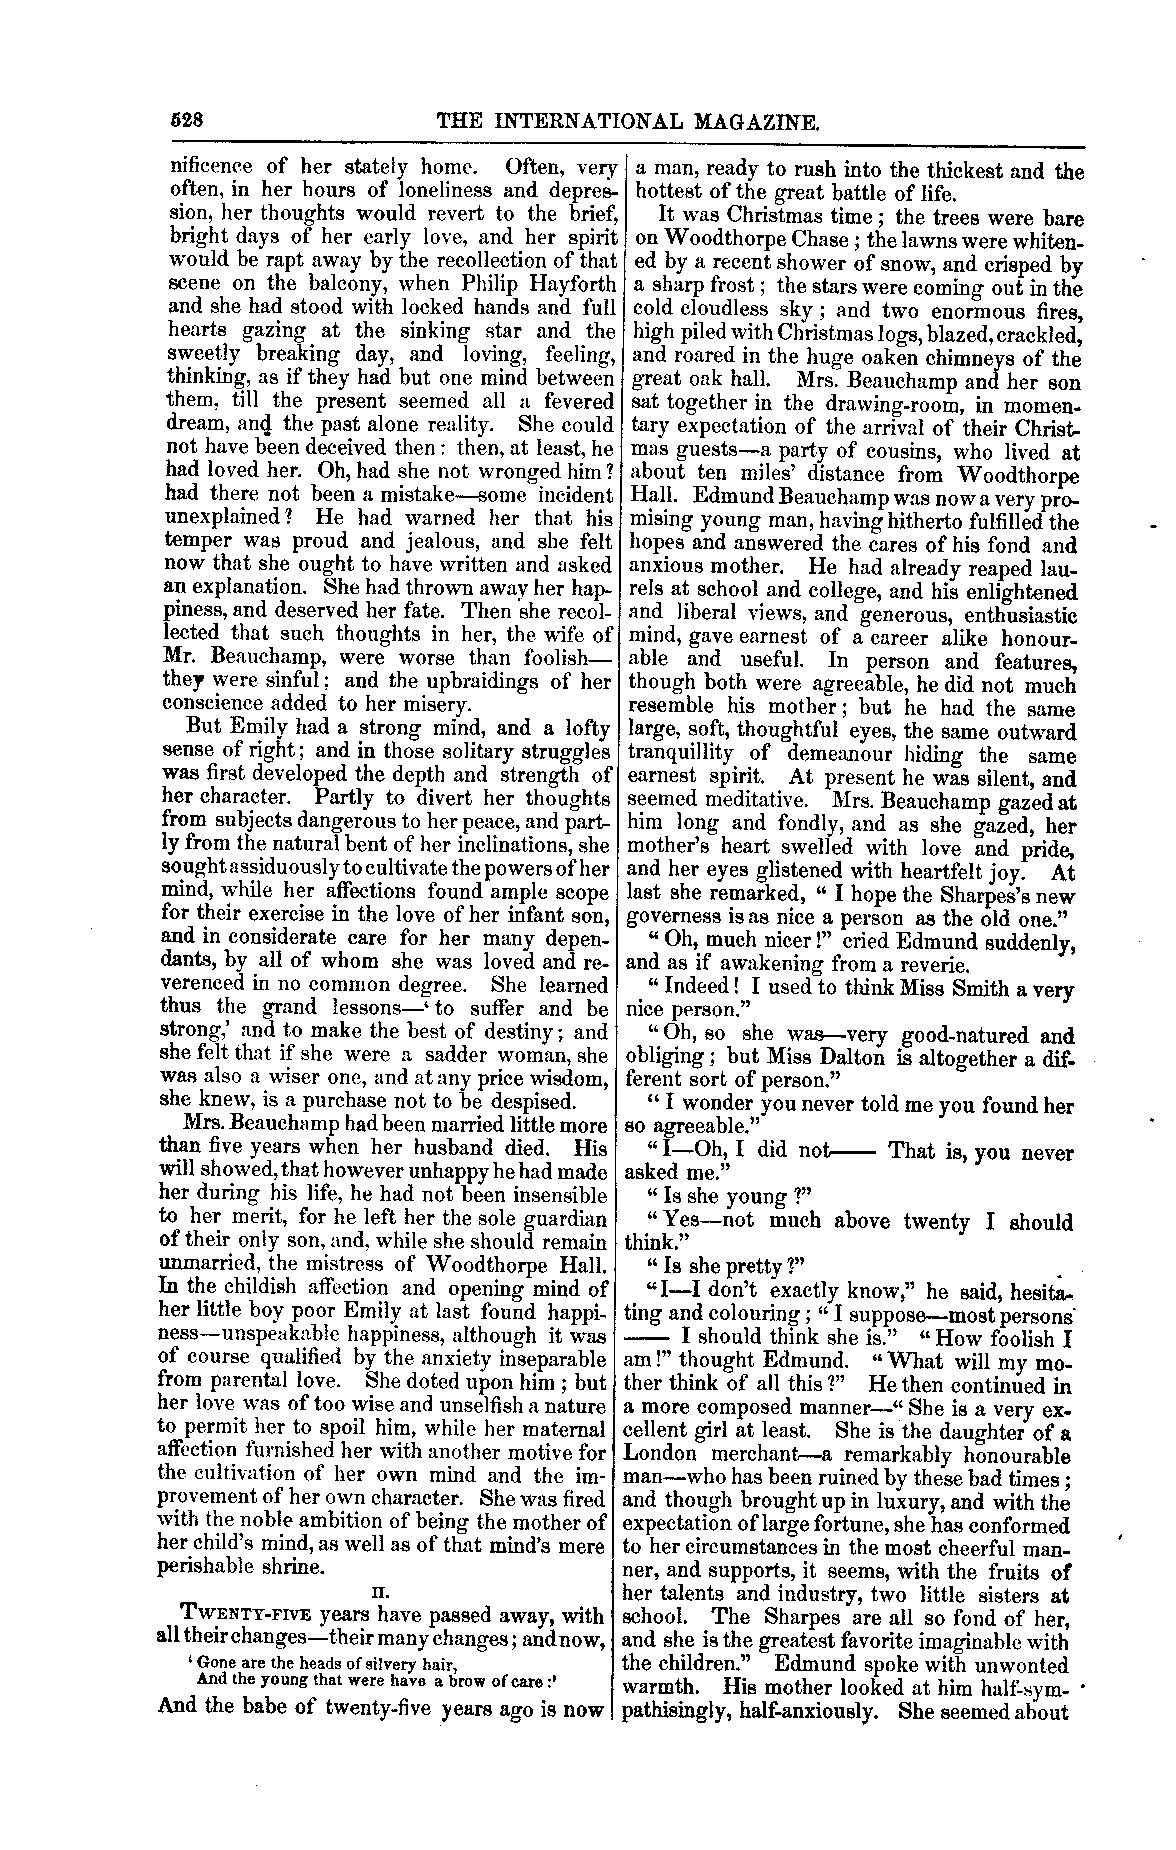 528 THE INTERNATIONAL MAGAZINE.
nificence of her stately home. Often, very
often, in her hours of loneliness and depres-
sion, her thoughts would revert to the brief,
bright days of her early love, and her spirit
would be rapt away by the recollection of that
scene on the balcony, when Philip Hayforth
and she had stood with locked hands and full
hearts gazing at the sinking star and the
sweetly breaking day, and loving, feeling,
thinking, as if they had but one mind between
them, till the present seemed all a fevered
dream, and the past alone reality. She could
not have been deceived then: then, at least, he
had loved her. Oh, had she not wronged him?
had there not been a mistake—some incident
unexplained? He had warned her that his
temper was proud and jealous, and she felt
now that she ought to have written and asked
an explanation. She had thrown away her hap-
piness, and deserved her fate. Then she recol-
lected that such thoughts in her, the wife of
Mr. Beauchamp, were worse than foolish—
they were sinful; and the upbraidings of her
conscience added to her misery.
But Emily had a strong mind, and a lofty
sense of right; and in those solitary struggles
was first developed the depth and strength of
her character. Partly to divert her thoughts
from subjects dangerous to her peace, and part-
ly from the natural bent of her inclinations, she
sought assiduously to cultivate the powers of her
mind, while her affections found ample scope
for their exercise in the love of her infant son,
and in considerate care for her many depen-
dants, by all of whom she was loved and re-
verenced in no common degree. She learned
thus the grand lessons—'to suffer and be
strong,' and to make the best of destiny; and
she felt that if she were a sadder woman, she
was also a wiser one, and at any price wisdom,
she knew, is a purchase not to be despised.
Mrs. Beauchamp had been married little more
than five years when her husband died. His
will showed, that however unhappy he had made
her during his life, he had not been insensible
to her merit, for he left her the sole guardian
of their only son, and, while she should remain
unmarried, the mistress of Woodthorpe Hall.
In the childish affection and opening mind of
her little boy poor Emily at last found happi-
ness—unspeakable happiness, although it was
of course qualified by the anxiety inseparable
from parental love. She doted upon him; but
her love was of too wise and unselfish a nature
to permit her to spoil him, while her maternal
affection furnished her with another motive for
the cultivation of her own mind and the im-
provement of her own character. She was fired
with the noble ambition of being the mother of
her child's mind, as well as of that mind's mere
perishable shrine.
II.
TWENTY-FIVE years have passed away, with
all their changes—their many changes; and now,
'Gone are the heads of silvery hair,
And the young that were have a brow of care:'
And the babe of twenty-five years ago is now
a man, ready to rush into the thickest and the
hottest of the great battle of life.
It was Christmas time; the trees were bare
on Woodthorpe Chase; the lawns were whiten-
ed by a recent shower of snow, and crisped by
a sharp frost; the stars were coming out in the
cold cloudless sky; and two enormous fires,
high piled with Christmas logs, blazed, crackled,
and roared in the huge oaken chimneys of the
great oak hall. Mrs. Beauchamp and her son
sat together in the drawing-room, in momen-
tary expectation of the arrival of their Christ-
mas guests—a party of cousins, who lived at
about ten miles' distance from Woodthorpe
Hall. Edmund Beauchamp was now a very pro-
mising young man, having hitherto fulfilled the
hopes and answered the cares of his fond and
anxious mother. He had already reaped lau-
rels at school and college, and his enlightened
and liberal views, and generous, enthusiastic
mind, gave earnest of a career alike honour-
able and useful. In person and features,
though both were agreeable, he did not much
resemble his mother; but he had the same
large, soft, thoughtful eyes, the same outward
tranquillity of demeanour hiding the same
earnest spirit. At present he was silent, and
seemed meditative. Mrs. Beauchamp gazed at
him long and fondly, and as she gazed, her
mother's heart swelled with love and pride,
and her eyes glistened with heartfelt joy. At
last she remarked, "I hope the Sharpes's new
governess is as nice a person as the old one."
"Oh, much nicer!" cried Edmund suddenly,
and as if awakening from a reverie.
"Indeed! I used to think Miss Smith a very
nice person."
"Oh, so she was—very good-natured and
obliging; but Miss Dalton is altogether a dif-
ferent sort of person."
"I wonder you never told me you found her
so agreeable."
"I—Oh, I did not—— That is, you never
asked me."
"Is she young?"
"Yes—not much above twenty I should
think."
"Is she pretty?"
"I—I don't exactly know," he said, hesita-
ting and colouring; "I suppose—most persons
—— I should think she is." "How foolish I
am!" thought Edmund. "What will my mo-
ther think of all this?" He then continued in
a more composed manner—"She is a very ex-
cellent girl at least. She is the daughter of a
London merchant—a remarkably honourable
man—who has been ruined by these bad times;
and though brought up in luxury, and with the
expectation of large fortune, she has conformed
to her circumstances in the most cheerful man-
ner, and supports, it seems, with the fruits of
her talents and industry, two little sisters at
school. The Sharpes are all so fond of her,
and she is the greatest favorite imaginable with
the children." Edmund spoke with unwonted
warmth. His mother looked at him half-sym-
pathisingly, half-anxiously. She seemed about